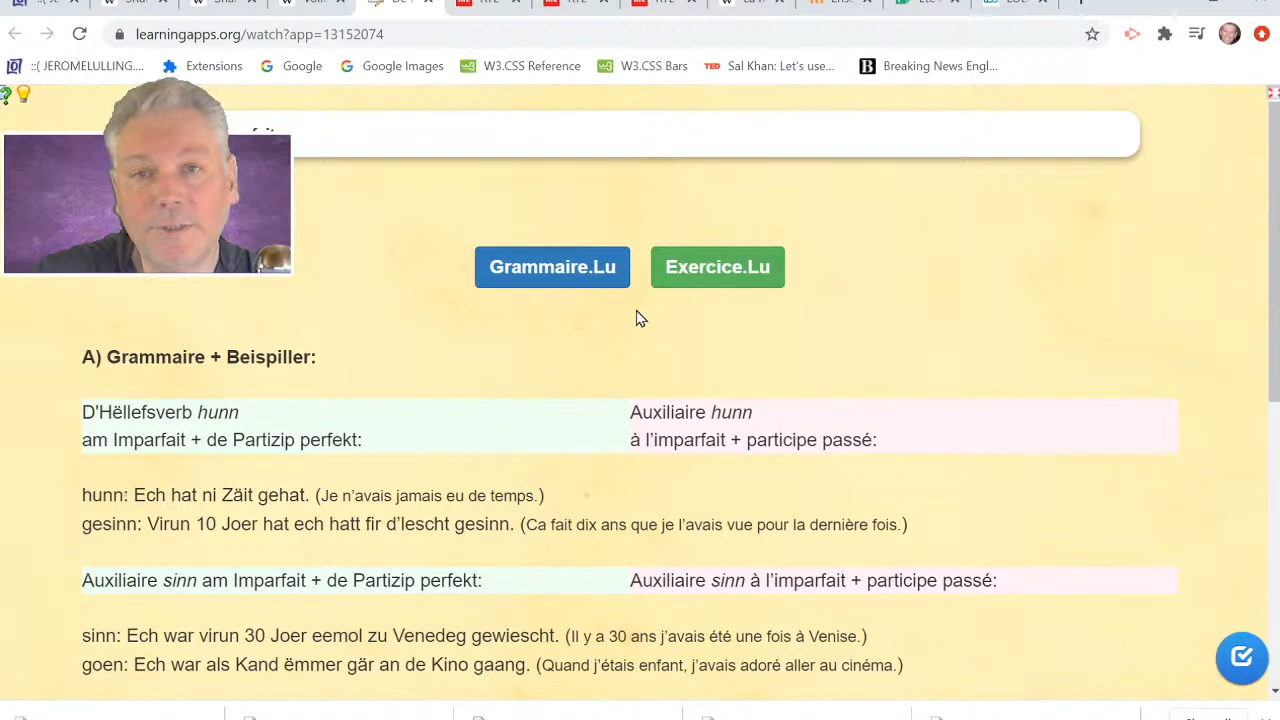 learningapps.org/watch?app=13152074
::( JEROMELULLING.... Extensions Google Google Images W3.CSS Reference W3.CSS Bars TED Sal Khan: Let's use... B Breaking News Engl...
Grammaire.Lu Exercice.Lu
A) Grammaire + Beispiller:
D'Hëllefsverb hunn Auxiliaire hunn
am Imparfait + de Partizip perfekt: à l'imparfait + participe passé:
hunn: Ech hat ni Zäit gehat. (Je n'avais jamais eu de temps.)
gesinn: Virun 10 Joer hat ech hatt fir d'lescht gesinn. (Ca fait dix ans que je l'avais vue pour la dernière fois.)
Auxiliaire sinn am Imparfait + de Partizip perfekt: Auxiliaire sinn à l'imparfait + participe passé:
sinn: Ech war virun 30 Joer eemol zu Venedeg gewiescht. (Il y a 30 ans j'avais été une fois à Venise.)
goen: Ech war als Kand ëmmer gär an de Kino gaang. (Quand j'étais enfant, j'avais adoré aller au cinéma.)